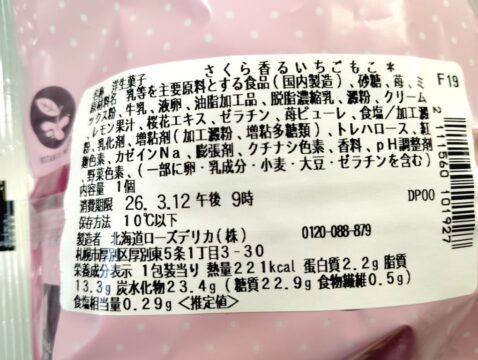 さくら香るいちごもこ＊
名称 洋生菓子
原材料名 乳等を主要原料とする食品（国内製造）、砂糖、苺、ミ
ックス粉、牛乳、液卵、油脂加工品、脱脂濃縮乳、澱粉、クリーム
、レモン果汁、桜花エキス、ゼラチン、苺ピューレ、食塩／加工澱
粉、乳化剤、増粘剤（加工澱粉、増粘多糖類）、トレハロース、紅
麹色素、カゼインNa、膨張剤、クチナシ色素、香料、pH調整剤
、野菜色素、（一部に卵・乳成分・小麦・大豆・ゼラチンを含む）
内容量 1個
消費期限 26. 3.12 午後 9時
保存方法 10℃以下
製造者 北海道ローズデリカ（株） 0120-088-879
札幌市厚別区厚別東5条1丁目3-30
栄養成分表示 1包装当り 熱量221kcal 蛋白質2.2g 脂質
13.3g 炭水化物23.4g（糖質22.9g 食物繊維0.5g）
食塩相当量0.29g＜推定値＞
F19
2111560 101927
DP00